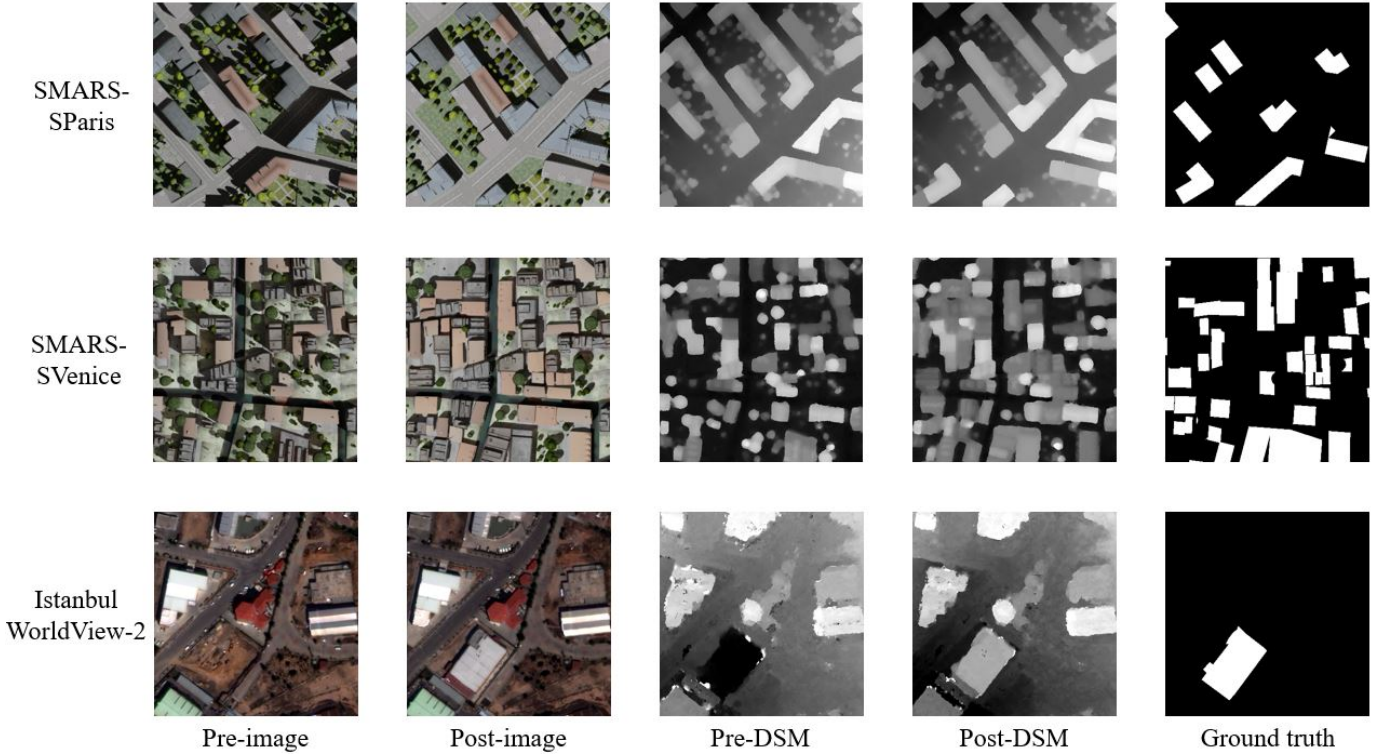 SMARS-
SParis
SMARS-
SVenice
Istanbul
WorldView-2
Pre-image
Post-image
Pre-DSM
Post-DSM
Ground truth